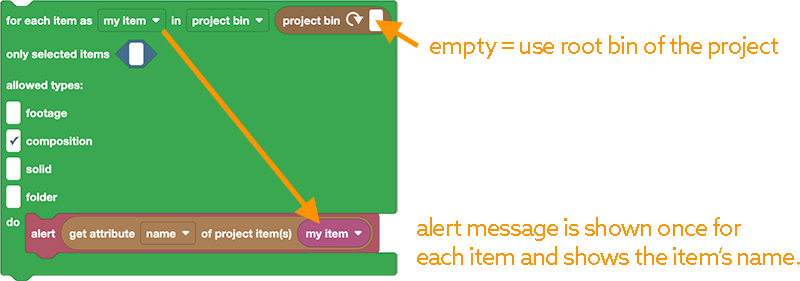 for each item as my item in project bin project bin
empty = use root bin of the project
only selected items
allowed types:
footage
composition
solid
folder
do alert get attribute name of project item(s) my item
alert message is shown once for
each item and shows the item's name.